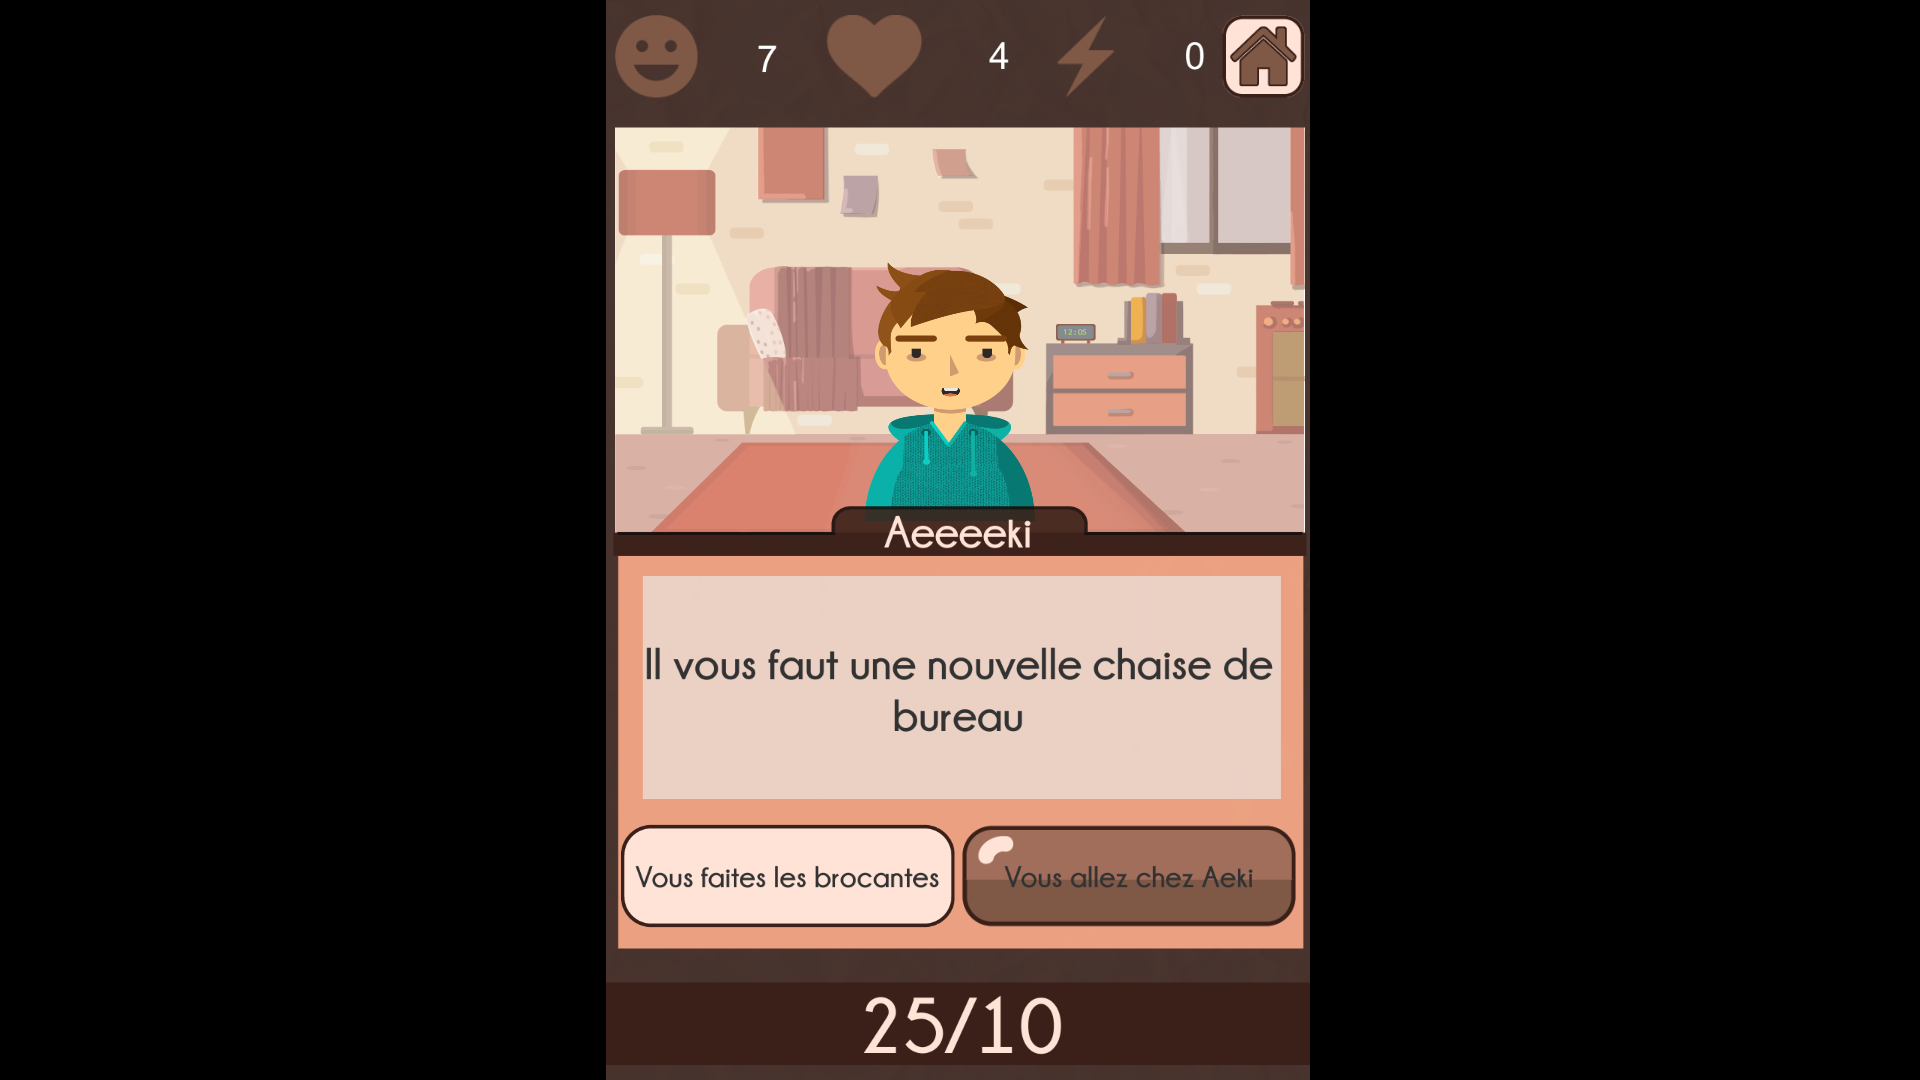 7 4 0
12:05
Aeeeeki
Il vous faut une nouvelle chaise de
bureau
Vous faites les brocantes
Vous allez chez Aeki
25/10